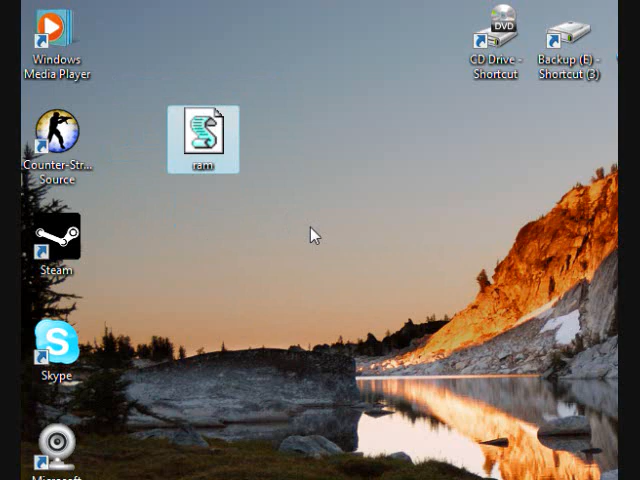 Windows
Media Player
Counter-Str...
Source
Steam
Skype
Microsoft
ram
DVD
CD Drive -
Shortcut
Backup (E) -
Shortcut (3)